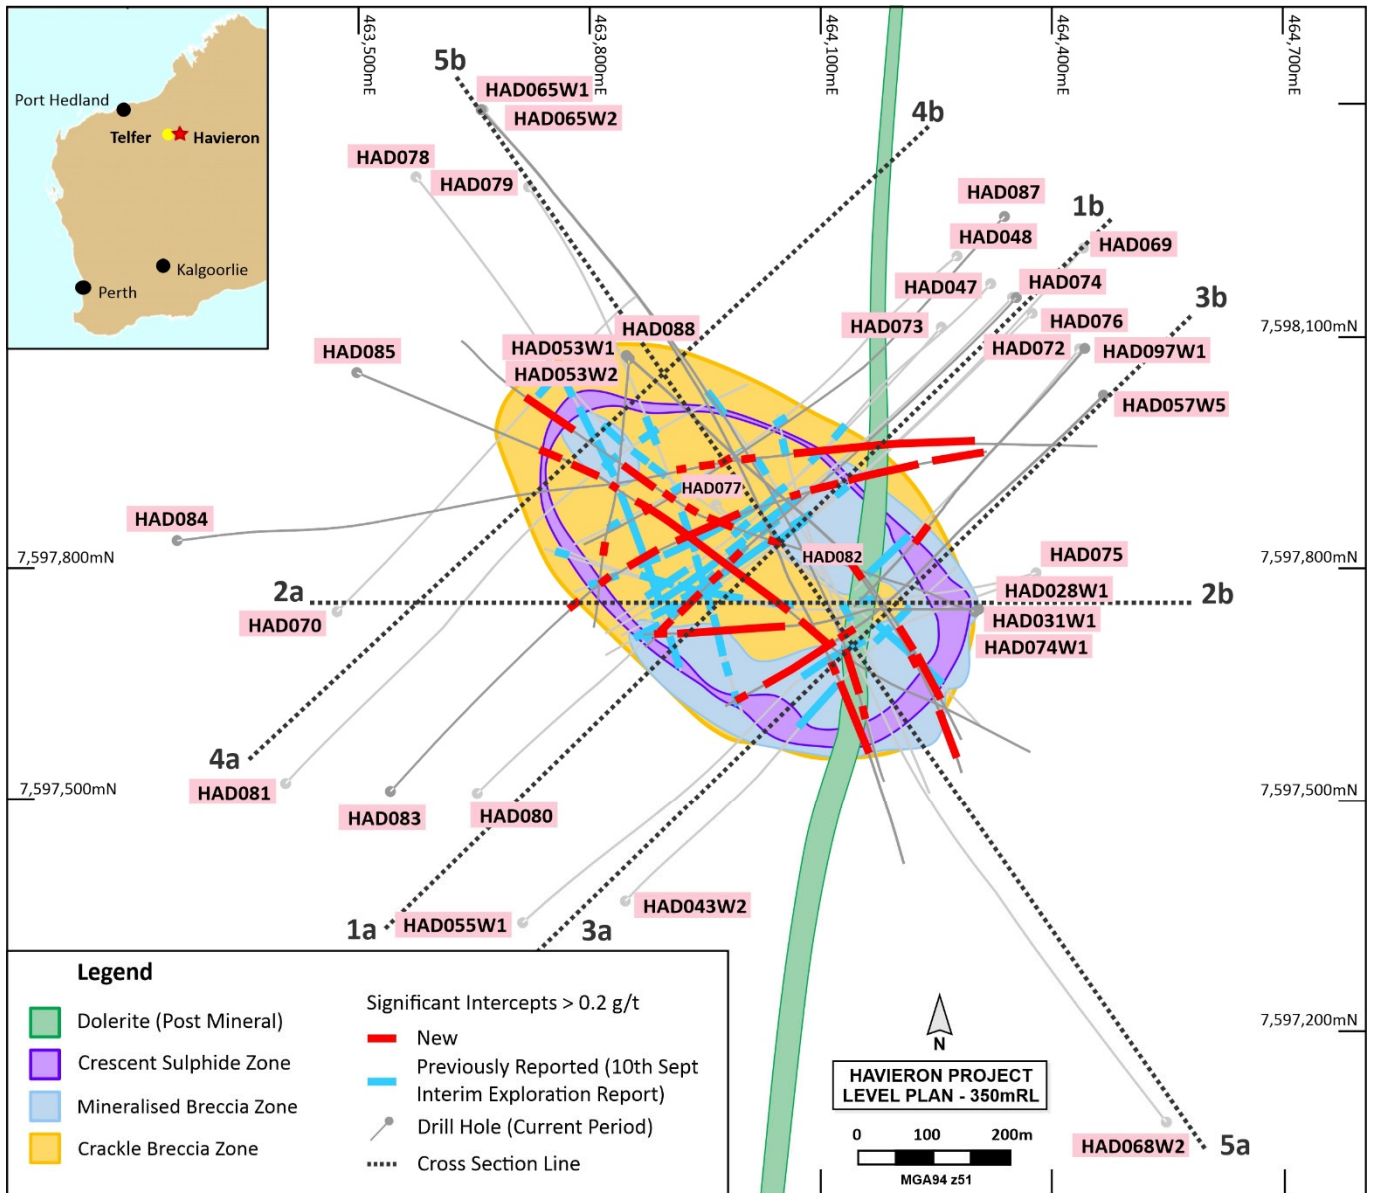 463,500mE
463,800mE
464,100mE
464,400mE
464,700mE
Port Hedland
Telfer
Havieron
Kalgoorlie
Perth
5b
HAD065W1
HAD065W2
4b
HAD078
HAD079
HAD087
1b
HAD048
HAD069
HAD047
HAD074
3b
HAD073
HAD076
7,598,100mN
HAD088
HAD053W1
HAD072
HAD097W1
HAD085
HAD053W2
HAD057W5
HAD077
HAD084
HAD082
HAD075
7,597,800mN
7,597,800mN
2a
HAD028W1
2b
HAD070
HAD031W1
HAD074W1
4a
HAD081
7,597,500mN
7,597,500mN
HAD083
HAD080
HAD043W2
1a
HAD055W1
3a
Legend
Dolerite (Post Mineral)
Crescent Sulphide Zone
Mineralised Breccia Zone
Crackle Breccia Zone
Significant Intercepts > 0.2 g/t
New
Previously Reported (10th Sept
Interim Exploration Report)
Drill Hole (Current Period)
Cross Section Line
N
7,597,200mN
HAVIERON PROJECT
LEVEL PLAN - 350mRL
0 100 200m
MGA94 z51
HAD068W2
5a